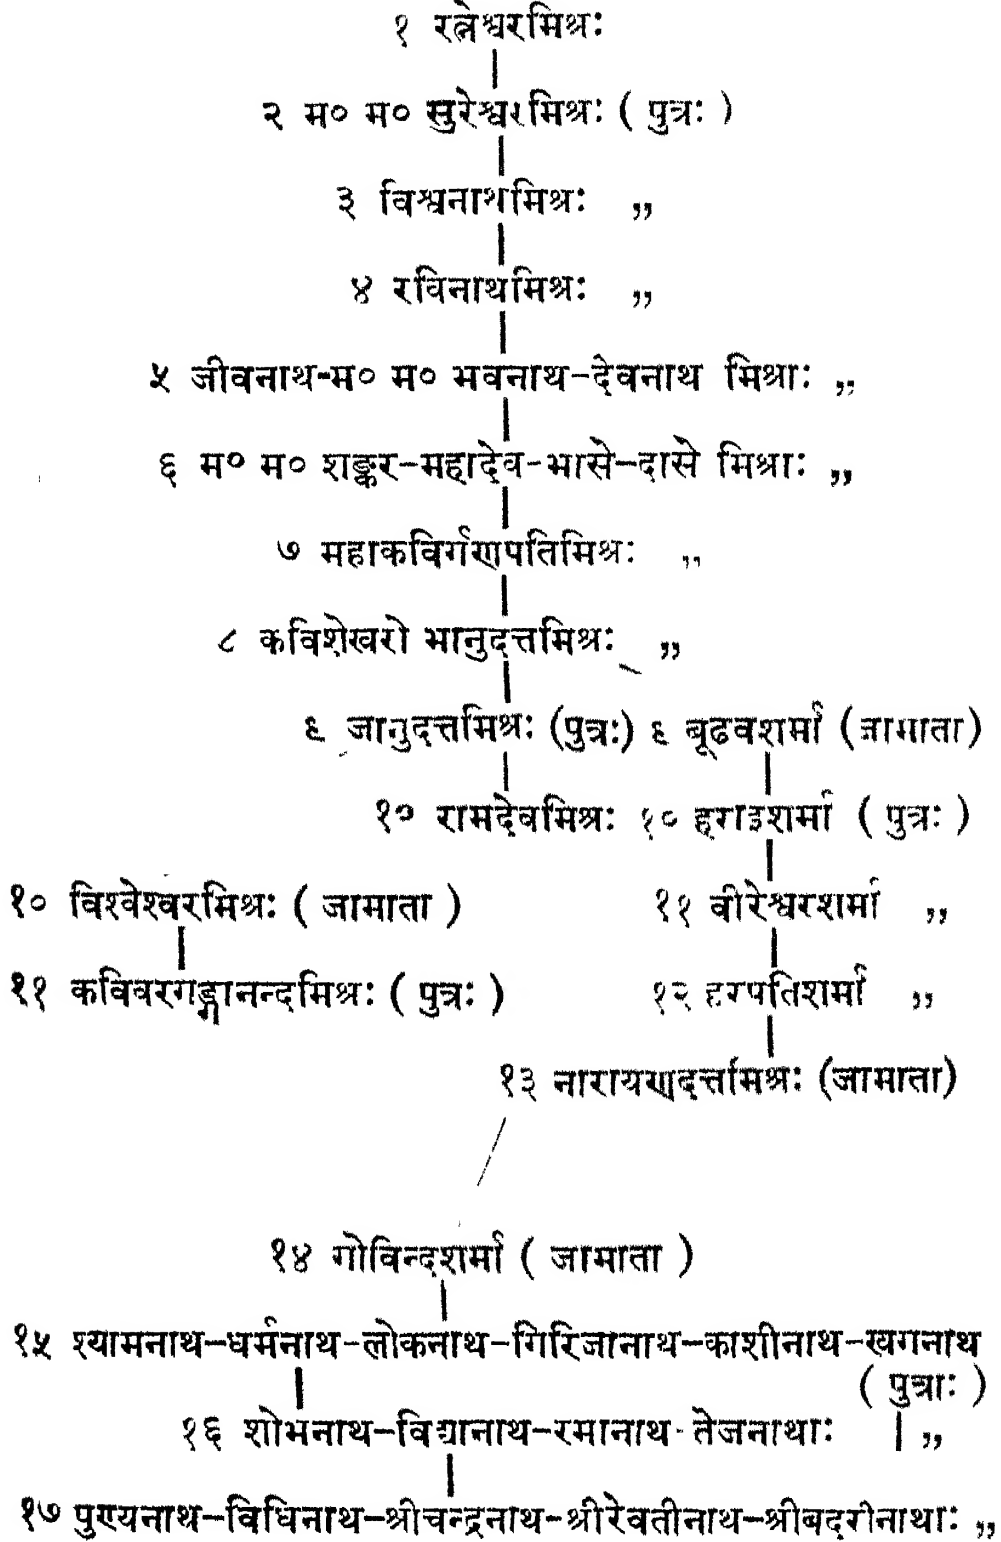 १ रत्नेश्वरमिश्रः
२ म० म० सुरेश्वरमिश्रः ( पुत्रः )
३ विश्वनाथमिश्रः ,,
४ रविनाथमिश्रः ,,
५ जीवनाथ-म० म० भवनाथ-देवनाथ मिश्राः ,,
६ म० म० शङ्कर-महादेव-भासे-दासे मिश्राः ,,
७ महाकविर्गणपतिमिश्रः ,,
८ कविशेखरो भानुदत्तमिश्रः ,,
९ जानुदत्तमिश्रः (पुत्रः) ९ बूढवशर्मा (जामाता)
१० रामदेवमिश्रः १० हराइशर्मा ( पुत्रः )
१० विश्वेश्वरमिश्रः ( जामाता ) ११ वीरेश्वरशर्मा ,,
११ कविवरगङ्गानन्दमिश्रः ( पुत्रः ) १२ हरपतिशर्मा ,,
१३ नारायणदत्तमिश्रः (जामाता)
१४ गोविन्दशर्मा ( जामाता )
१५ श्यामनाथ-धर्मनाथ-लोकनाथ-गिरिजानाथ-काशीनाथ-खगनाथ
( पुत्राः )
१६ शोभनाथ-विद्यानाथ-रमानाथ-तेजनाथाः ,,
१७ पुण्यनाथ-विधिनाथ-श्रीचन्द्रनाथ-श्रीरेवतीनाथ-श्रीबदरीनाथाः ,,